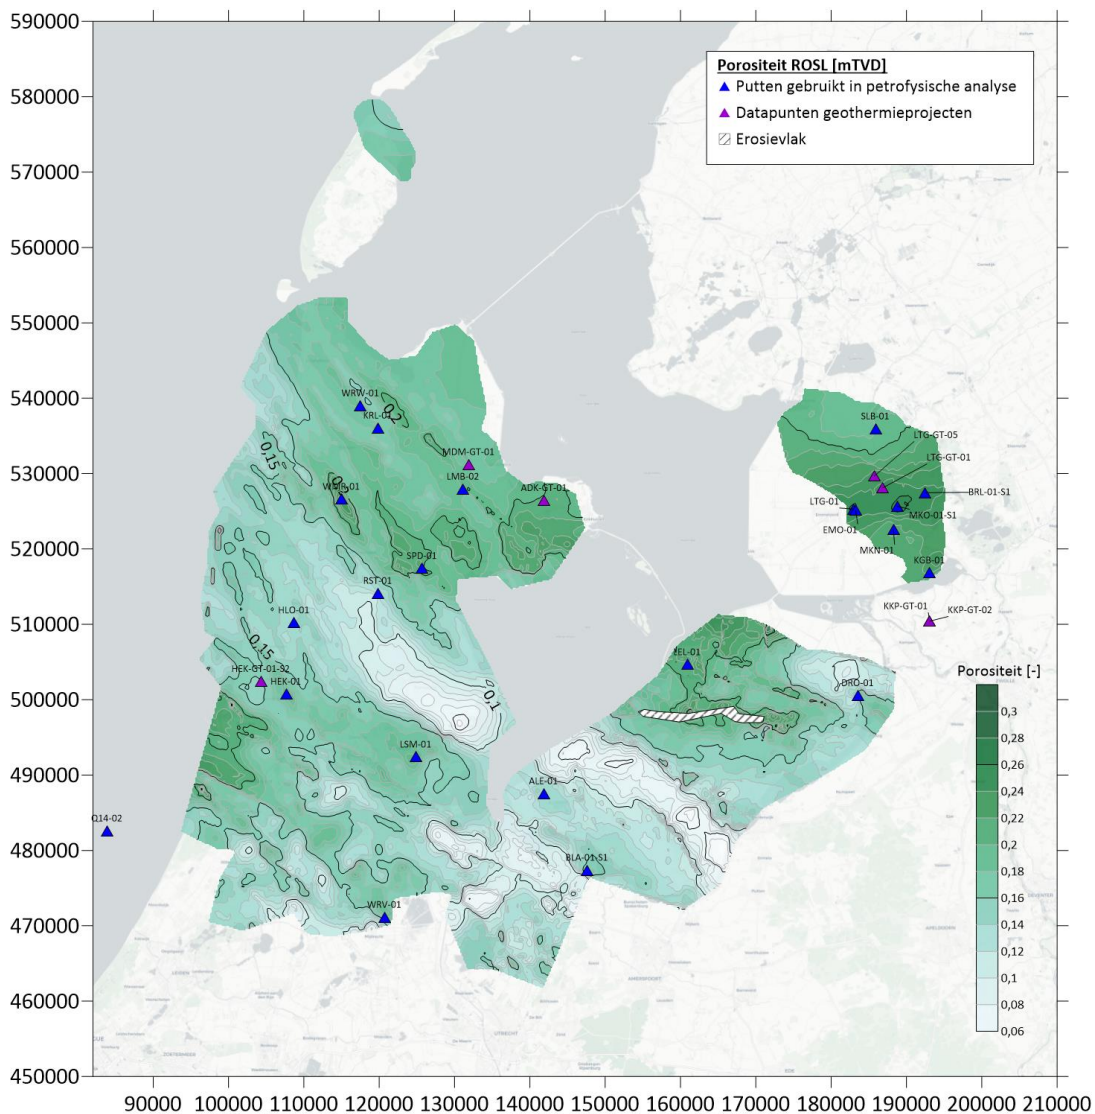 590000
580000
570000
560000
550000
540000
530000
520000
510000
500000
490000
480000
470000
460000
450000
90000 100000 110000 120000 130000 140000 150000 160000 170000 180000 190000 200000 210000
Porositeit ROSL [mTVD]
Putten gebruikt in petrofysische analyse
Datapunten geothermieprojecten
Erosievlak
WRW-01
0,2
KRL-01
SLB-01
LTG-GT-05
0,15
MDM-GT-01
LTG-GT-01
LMB-02
ADK-GT-01
BRL-01-S1
LTG-01
MKO-01-S1
EMO-01
MKN-01
SPD-01
KGB-01
RST-01
HLO-01
KKP-GT-01
KKP-GT-02
0,15
HEK-GT-01-S2
HEK-01
0,1
DRO-01
LSM-01
ALE-01
Q14-02
BLA-01-S1
WRV-01
LEIDEN
UTRECHT
AMERSFOORT
Porositeit [-]
0,3
0,28
0,26
0,24
0,22
0,2
0,18
0,16
0,14
0,12
0,1
0,08
0,06